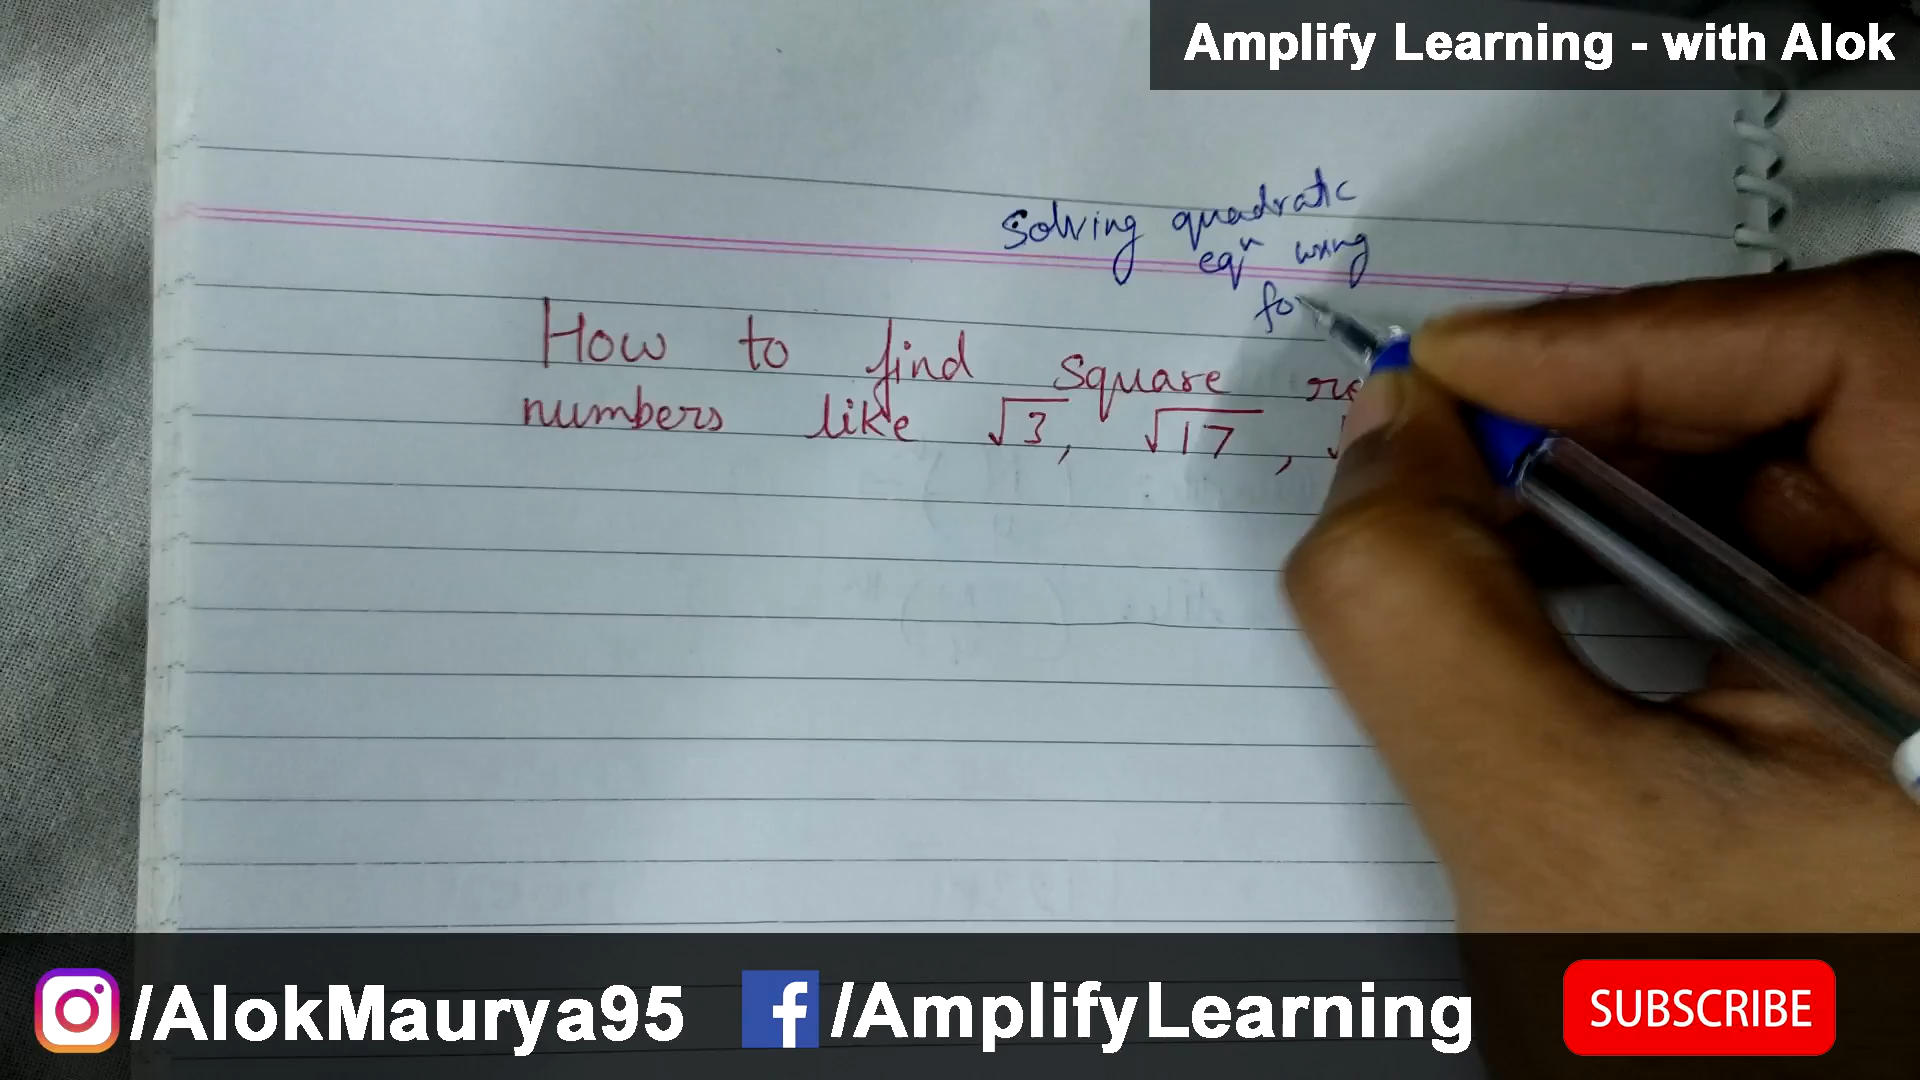 Amplify Learning - with Alok
solving quadratic
eqn using
fo
How to find square
numbers like √3, √17, √
/AlokMaurya95
/AmplifyLearning
SUBSCRIBE